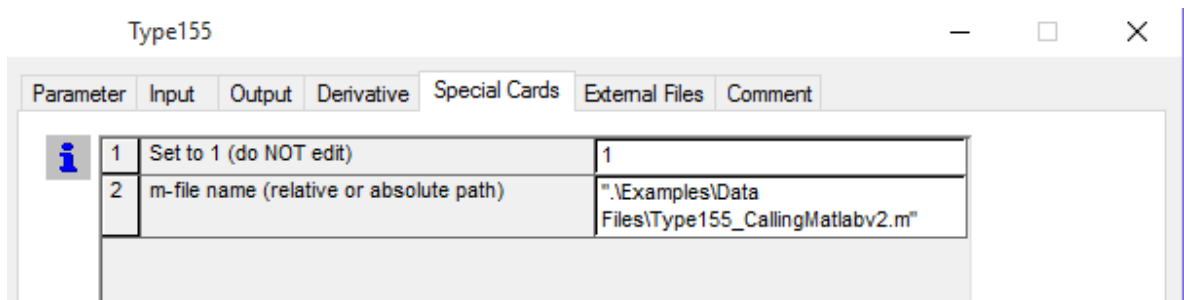 Type155
Parameter Input Output Derivative Special Cards External Files Comment
i 1 Set to 1 (do NOT edit) 1
2 m-file name (relative or absolute path) ".\Examples\Data
Files\Type155_CallingMatlabv2.m"